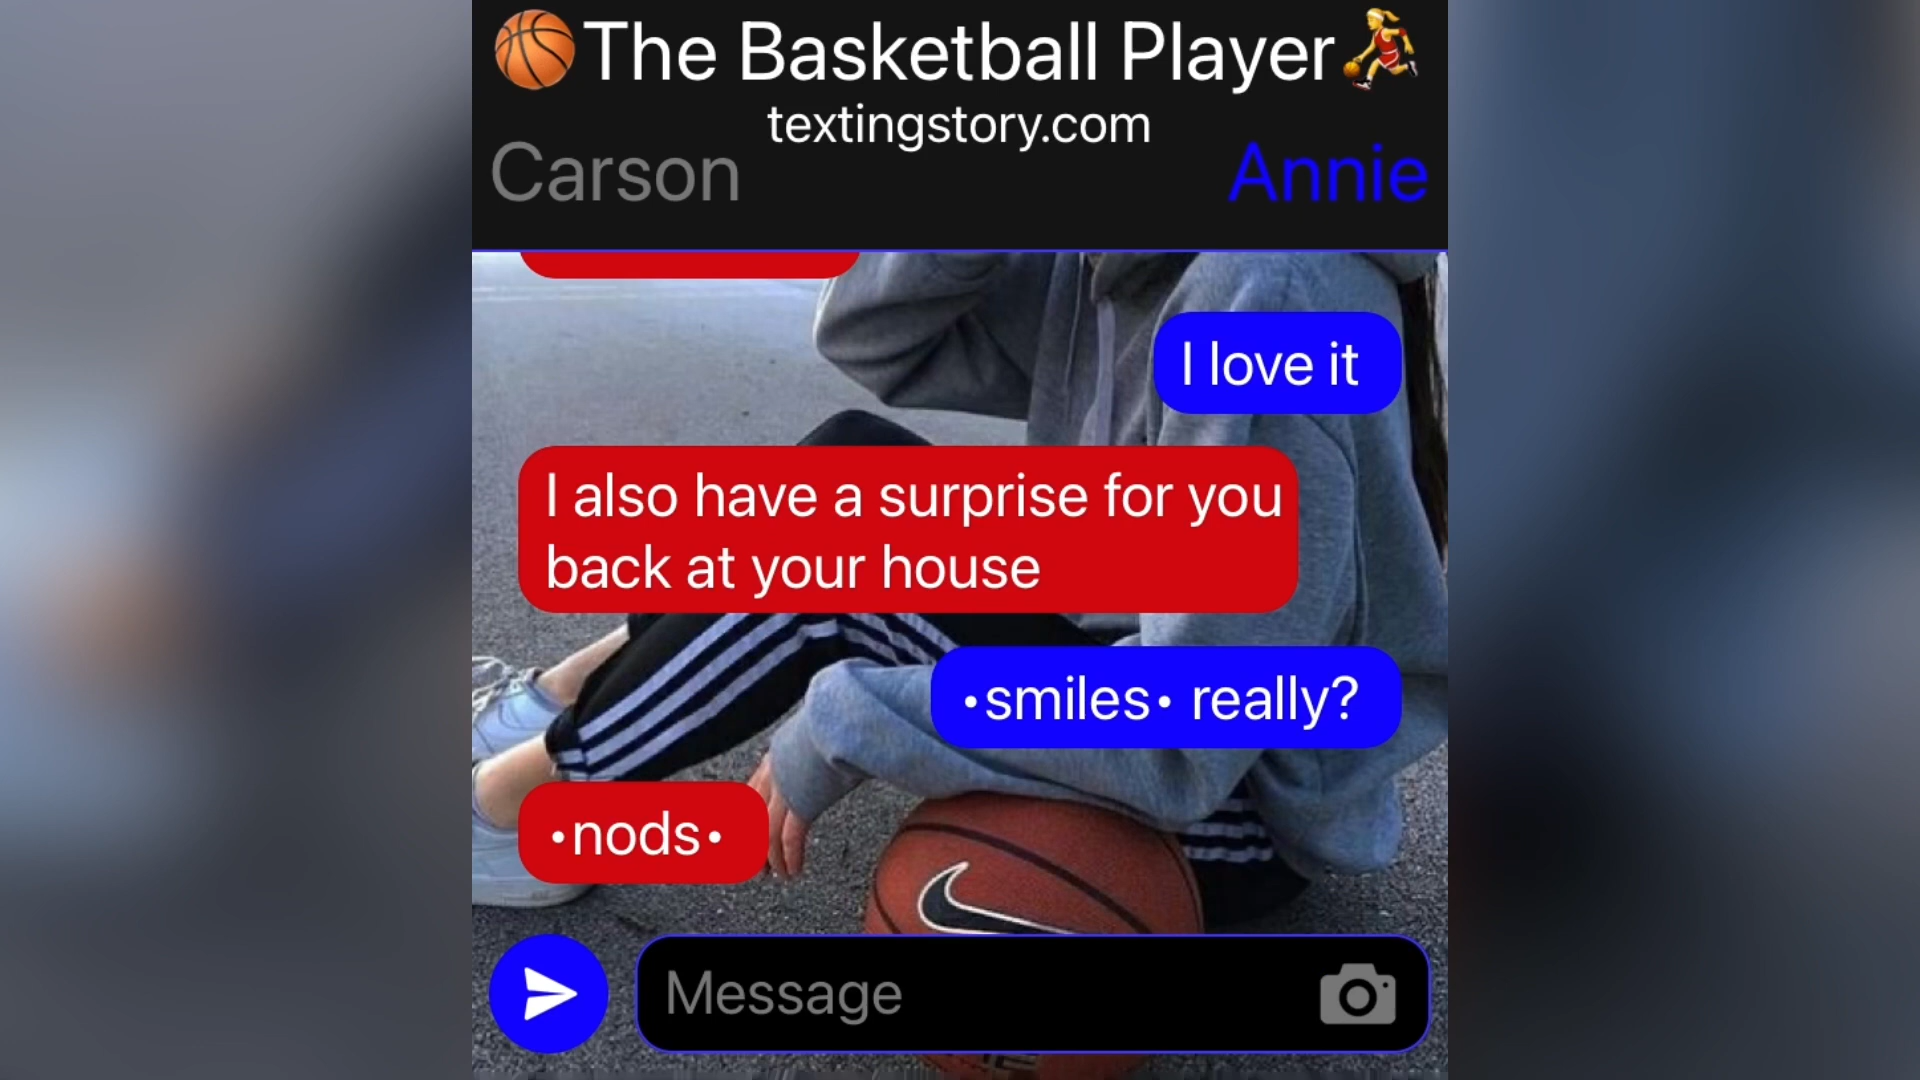 🏀The Basketball Player⛹️‍♀️
textingstory.com
Carson
Annie
I love it
I also have a surprise for you
back at your house
•smiles• really?
•nods•
Message